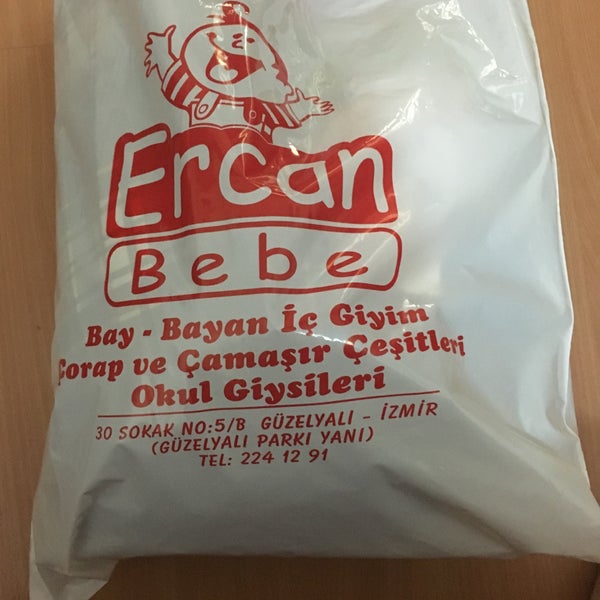 Ercan
Bebe
Bay - Bayan İç Giyim
Çorap ve Çamaşır Çeşitleri
Okul Giysileri
30 SOKAK NO:5/B GÜZELYALI - İZMİR
(GÜZELYALI PARKI YANI)
TEL: 224 12 91